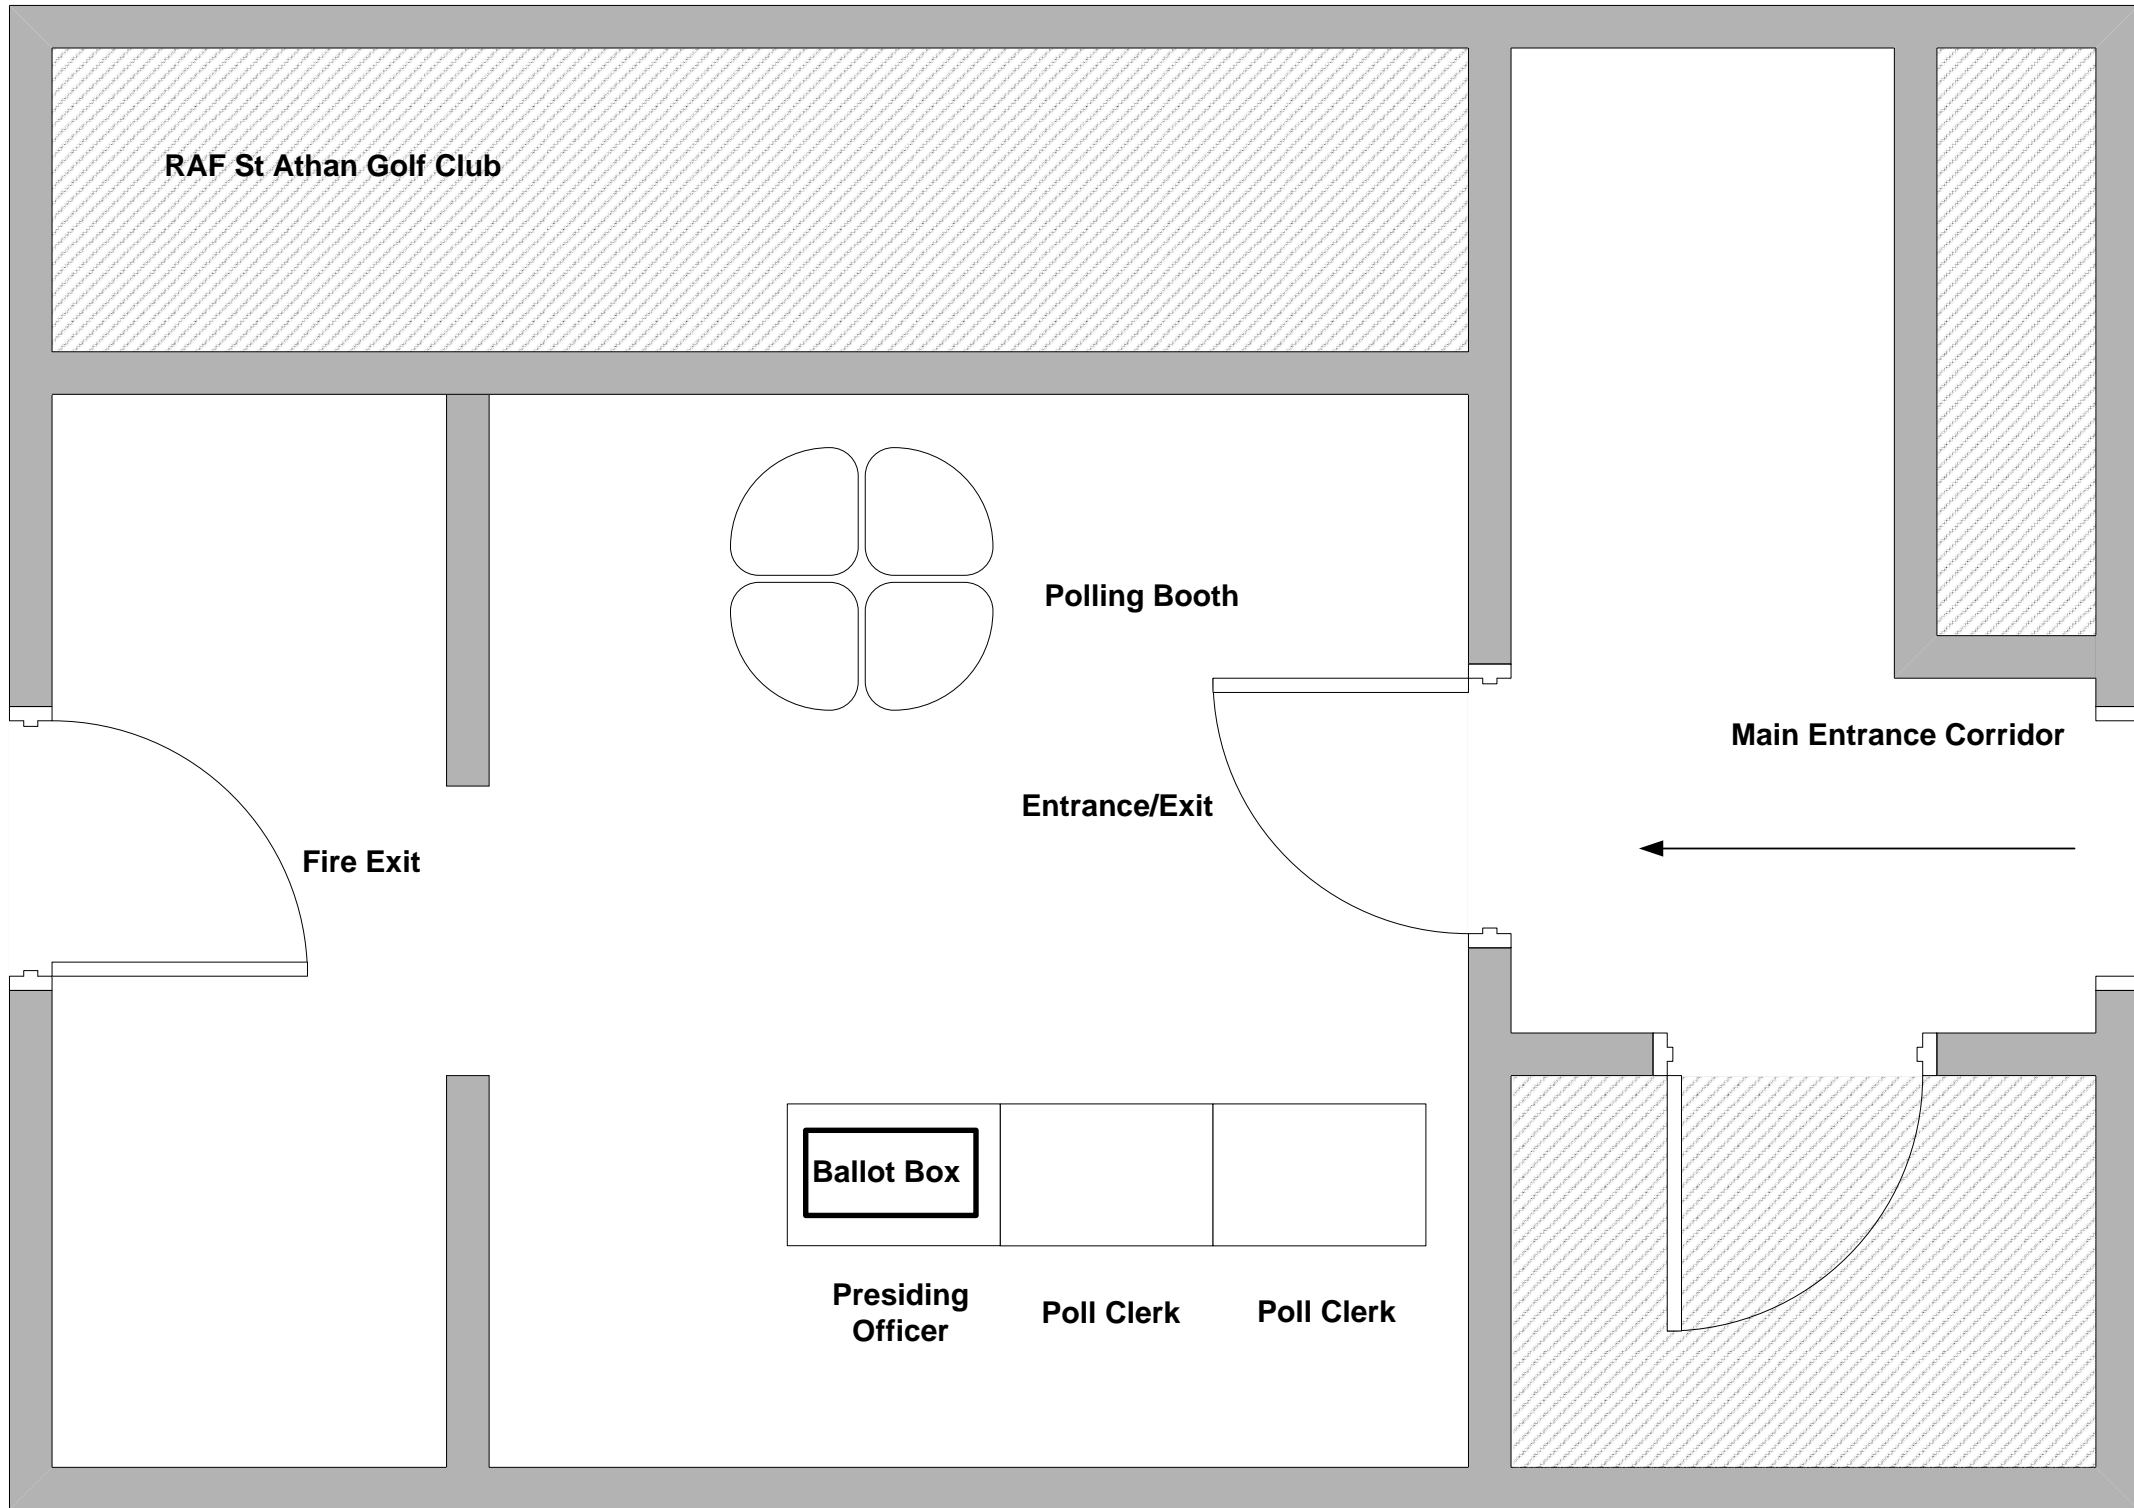 RAF St Athan Golf Club
Polling Booth
Main Entrance Corridor
Entrance/Exit
Fire Exit
Ballot Box
Presiding
Officer
Poll Clerk
Poll Clerk